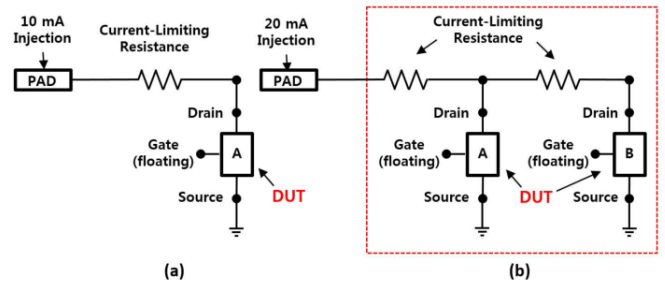 10 mA
Injection
PAD
Current-Limiting
Resistance
Drain
Gate
(floating)
A
Source
DUT
(a)
20 mA
Injection
PAD
Current-Limiting
Resistance
Drain
Gate
(floating)
A
Source
DUT
Drain
Gate
(floating)
B
Source
(b)